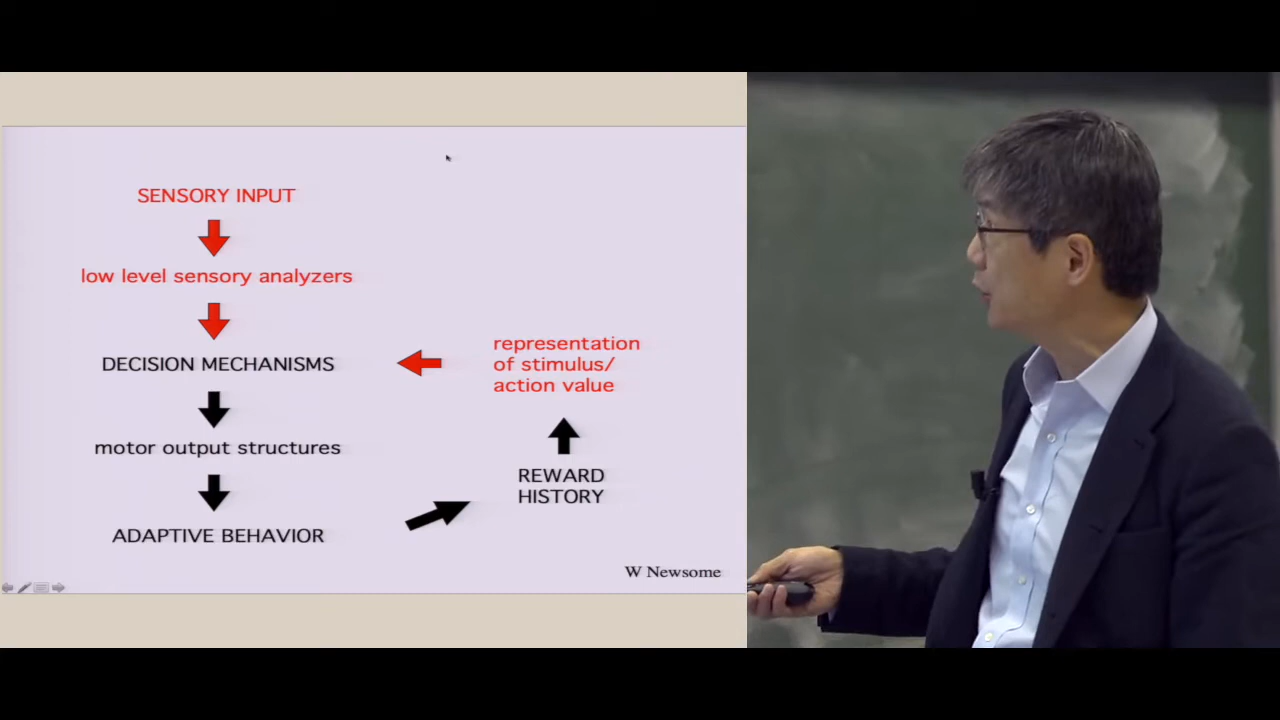 SENSORY INPUT
low level sensory analyzers
DECISION MECHANISMS
motor output structures
ADAPTIVE BEHAVIOR
representation
of stimulus/
action value
REWARD
HISTORY
W Newsome